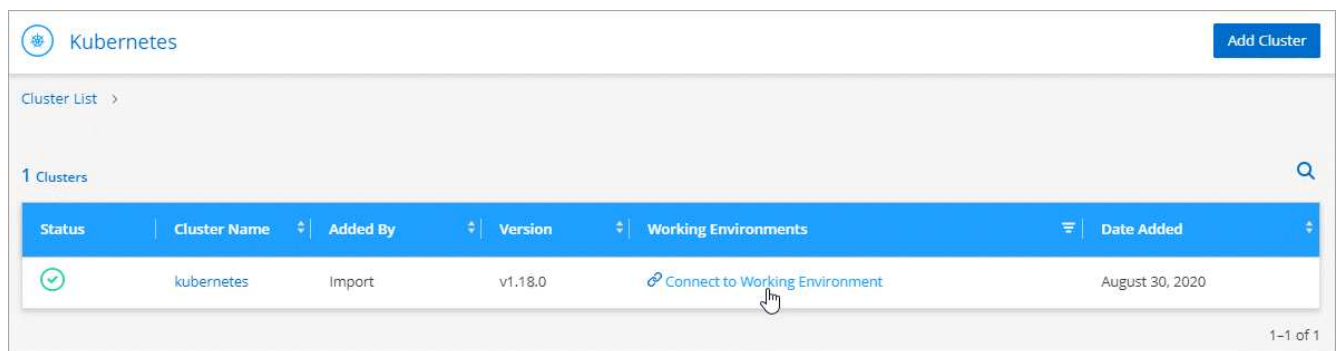 Kubernetes
Add Cluster
Cluster List >
1 Clusters
Status Cluster Name Added By Version Working Environments Date Added
kubernetes Import v1.18.0 Connect to Working Environment August 30, 2020
1–1 of 1